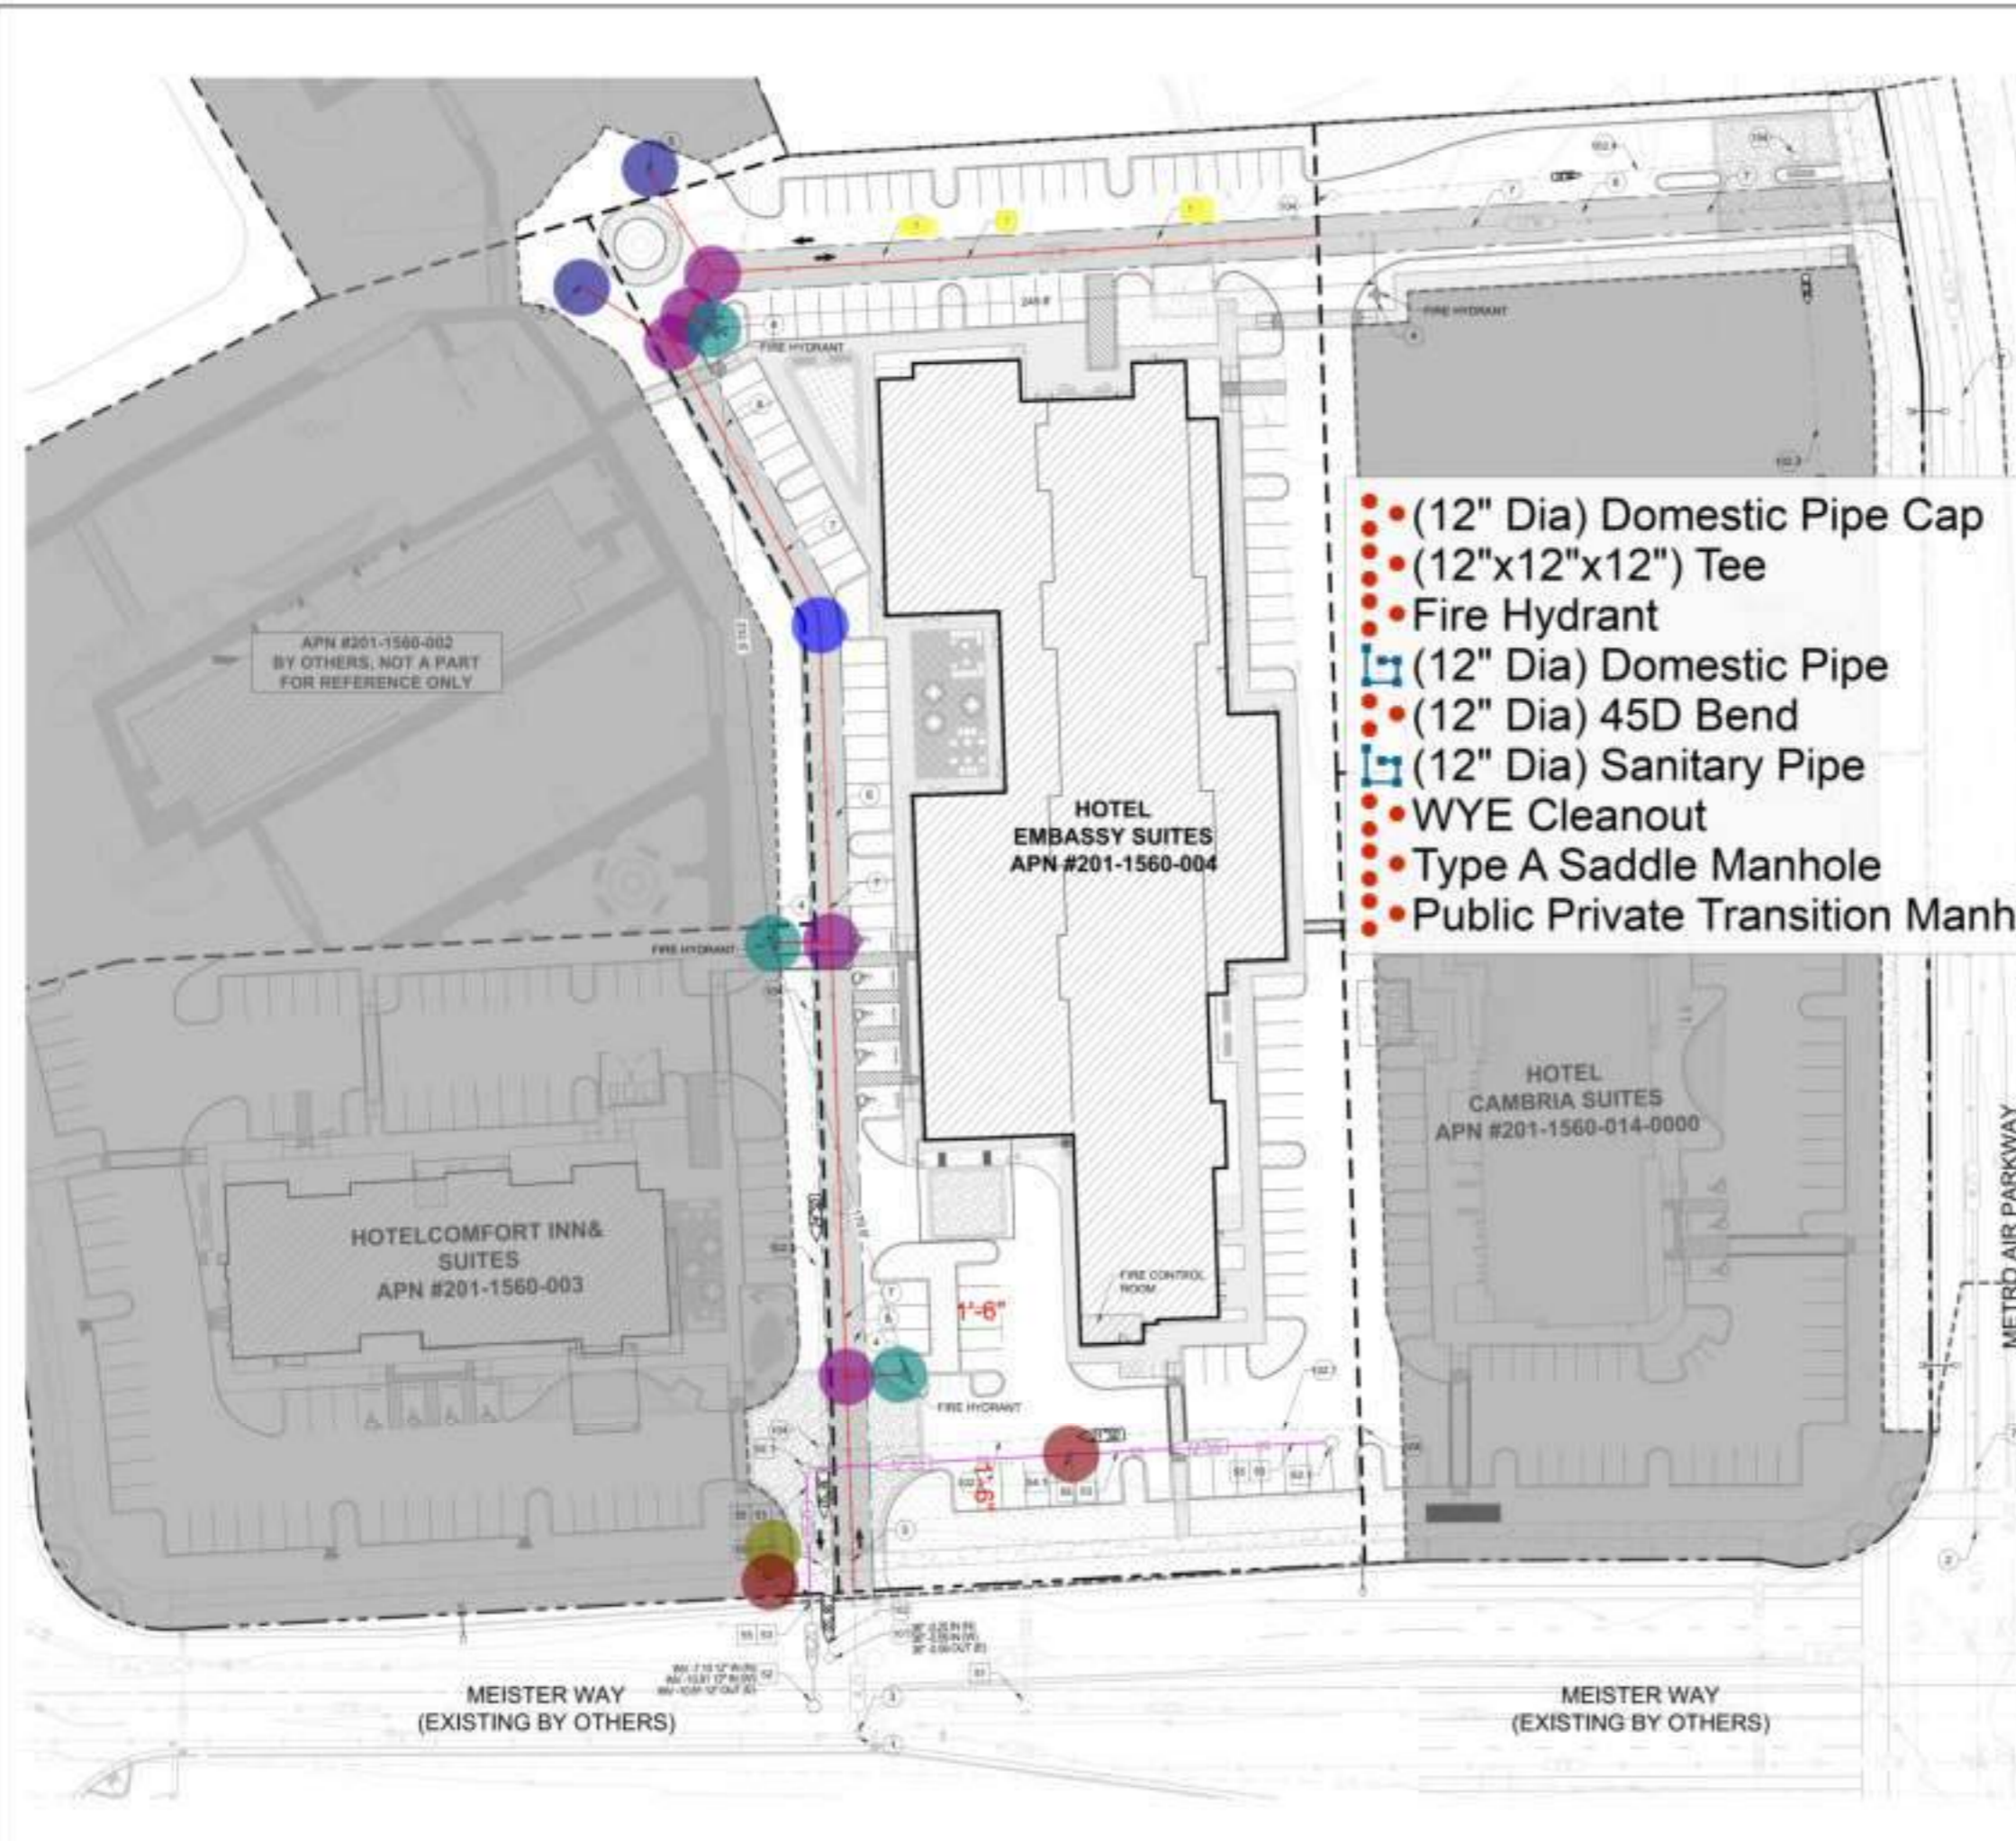 FIRE HYDRANT
FIRE HYDRANT
249.8'
APN #201-1560-002
BY OTHERS, NOT A PART
FOR REFERENCE ONLY
(12" Dia) Domestic Pipe Cap
(12"x12"x12") Tee
Fire Hydrant
(12" Dia) Domestic Pipe
(12" Dia) 45D Bend
(12" Dia) Sanitary Pipe
WYE Cleanout
Type A Saddle Manhole
Public Private Transition Manh
HOTEL
EMBASSY SUITES
APN #201-1560-004
FIRE HYDRANT
HOTEL
CAMBRIA SUITES
APN #201-1560-014-0000
METRO AIR PARKWAY
HOTELCOMFORT INN&
SUITES
APN #201-1560-003
FIRE CONTROL
ROOM
1'-6"
FIRE HYDRANT
1'-6"
MEISTER WAY
(EXISTING BY OTHERS)
MEISTER WAY
(EXISTING BY OTHERS)